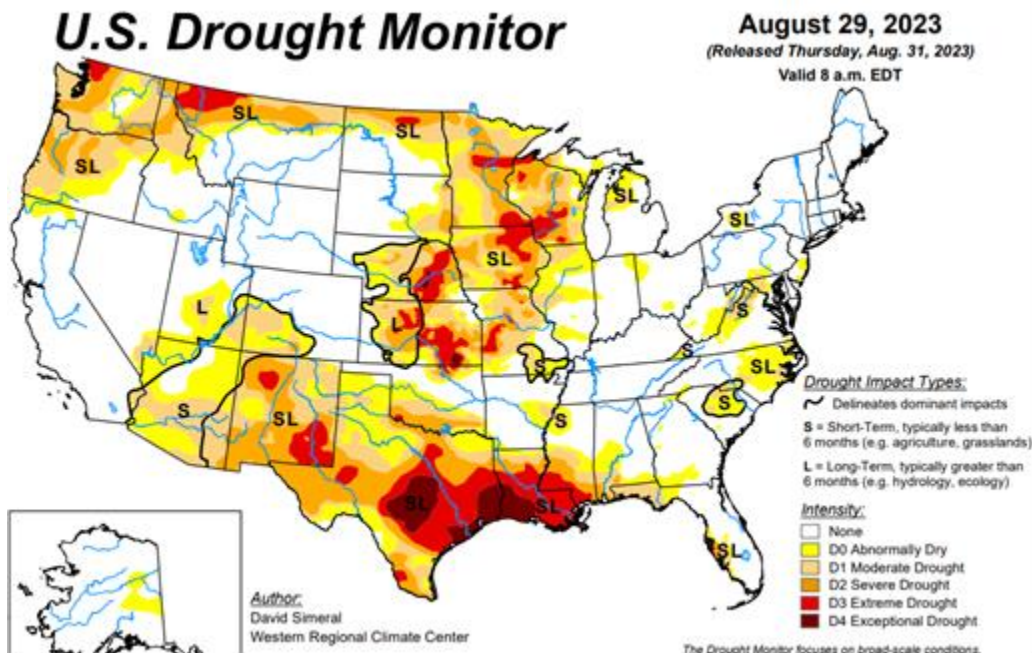 U.S. Drought Monitor
August 29, 2023
(Released Thursday, Aug. 31, 2023)
Valid 8 a.m. EDT
SL
SL
SL
SL
SL
SL
L
L
S
S
S
SL
S
S
SL
S
S
SL
SL
SL
Drought Impact Types:
Delineates dominant impacts
S = Short-Term, typically less than
6 months (e.g. agriculture, grasslands)
L = Long-Term, typically greater than
6 months (e.g. hydrology, ecology)
Intensity:
None
D0 Abnormally Dry
D1 Moderate Drought
D2 Severe Drought
D3 Extreme Drought
D4 Exceptional Drought
Author:
David Simeral
Western Regional Climate Center
The Drought Monitor focuses on broad-scale conditions.